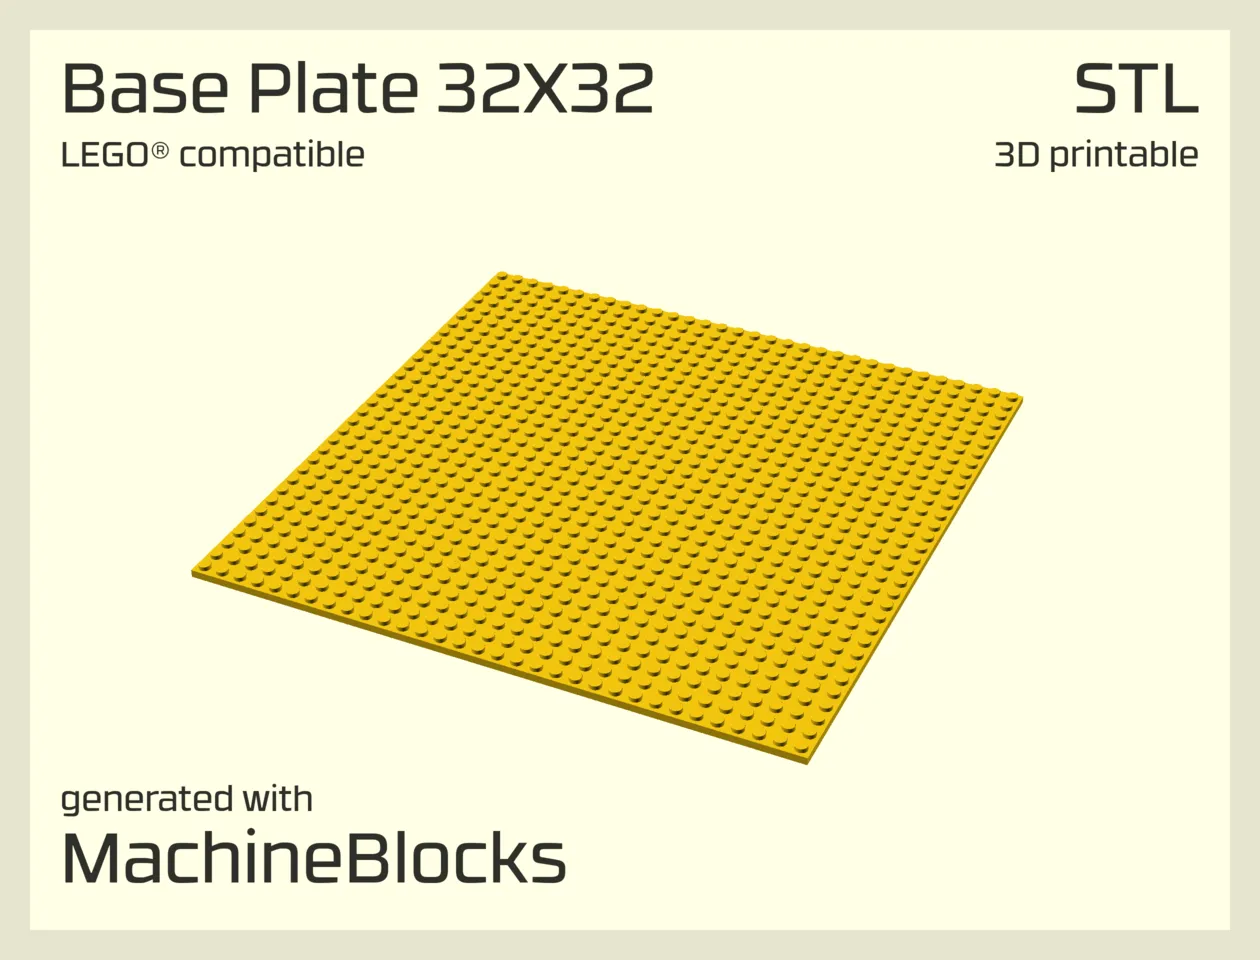 Base Plate 32X32
STL
LEGO® compatible
3D printable
generated with
MachineBlocks